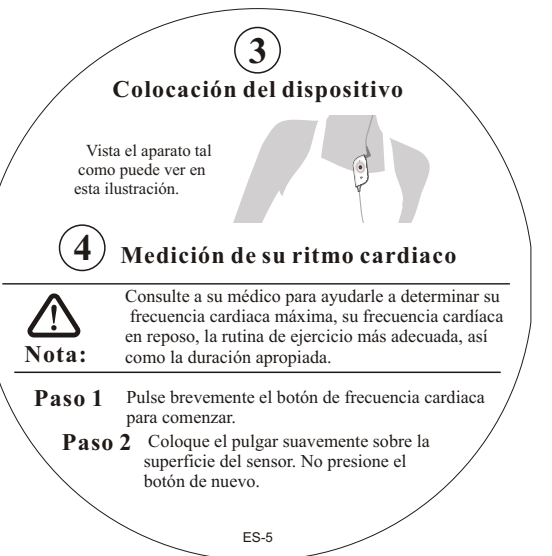 3
Colocación del dispositivo
Vista el aparato tal
como puede ver en
esta ilustración.
4 Medición de su ritmo cardiaco
Consulte a su médico para ayudarle a determinar su
frecuencia cardiaca máxima, su frecuencia cardíaca
en reposo, la rutina de ejercicio más adecuada, así
como la duración apropiada.
Nota:
Paso 1 Pulse brevemente el botón de frecuencia cardiaca
para comenzar.
Paso 2 Coloque el pulgar suavemente sobre la
superficie del sensor. No presione el
botón de nuevo.
ES-5